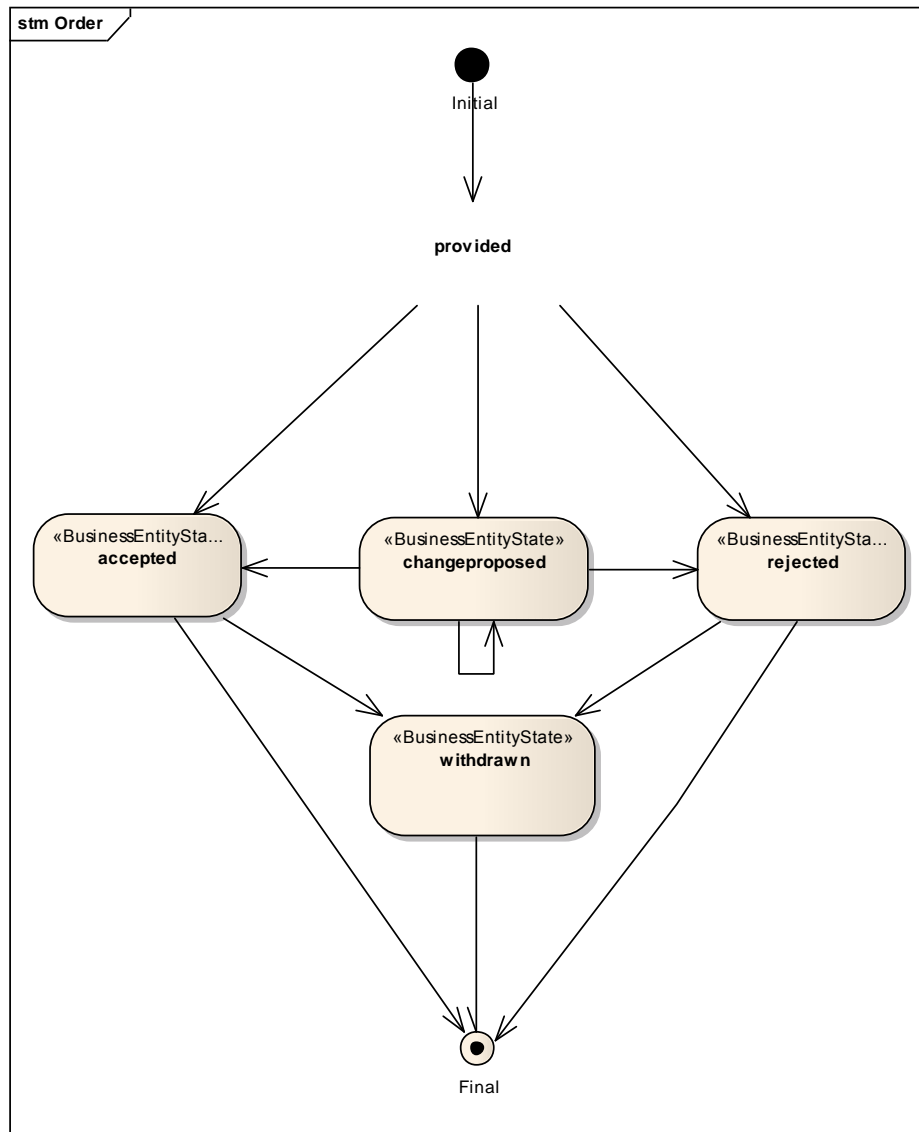 stm Order
Initial
provided
«BusinessEntitySta...
accepted
«BusinessEntityState»
changeproposed
«BusinessEntitySta...
rejected
«BusinessEntityState»
withdrawn
Final